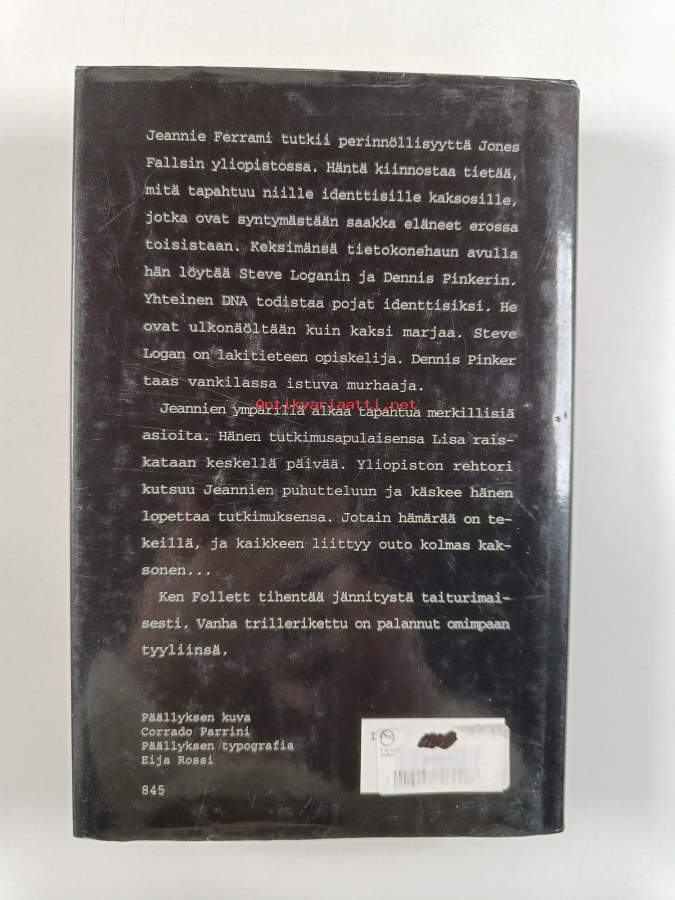 Jeannie Ferrami tutkii perinnöllisyyttä Jones
Fallsin yliopistossa. Häntä kiinnostaa tietää,
mitä tapahtuu niille identtisille kaksosille,
jotka ovat syntymästään saakka eläneet erossa
toisistaan. Keksimänsä tietokonehaun avulla
hän löytää Steve Loganin ja Dennis Pinkerin.
Yhteinen DNA todistaa pojat identtisiksi. He
ovat ulkonäöltään kuin kaksi marjaa. Steve
Logan on lakitieteen opiskelija. Dennis Pinker
taas vankilassa istuva murhaaja.
Antikvariaatti.net
Jeannien ympärillä alkaa tapahtua merkillisiä
asioita. Hänen tutkimusapulaisensa Lisa rais-
kataan keskellä päivää. Yliopiston rehtori
kutsuu Jeannien puhutteluun ja käskee hänen
lopettaa tutkimuksensa. Jotain hämärää on te-
keillä, ja kaikkeen liittyy outo kolmas kak-
sonen...
Ken Follett tihentää jännitystä taiturimai-
sesti. Vanha trillerikettu on palannut omimpaan
tyyliinsä.
Päällyksen kuva
Corrado Parrini
Päällyksen typografia
Eija Rossi
845